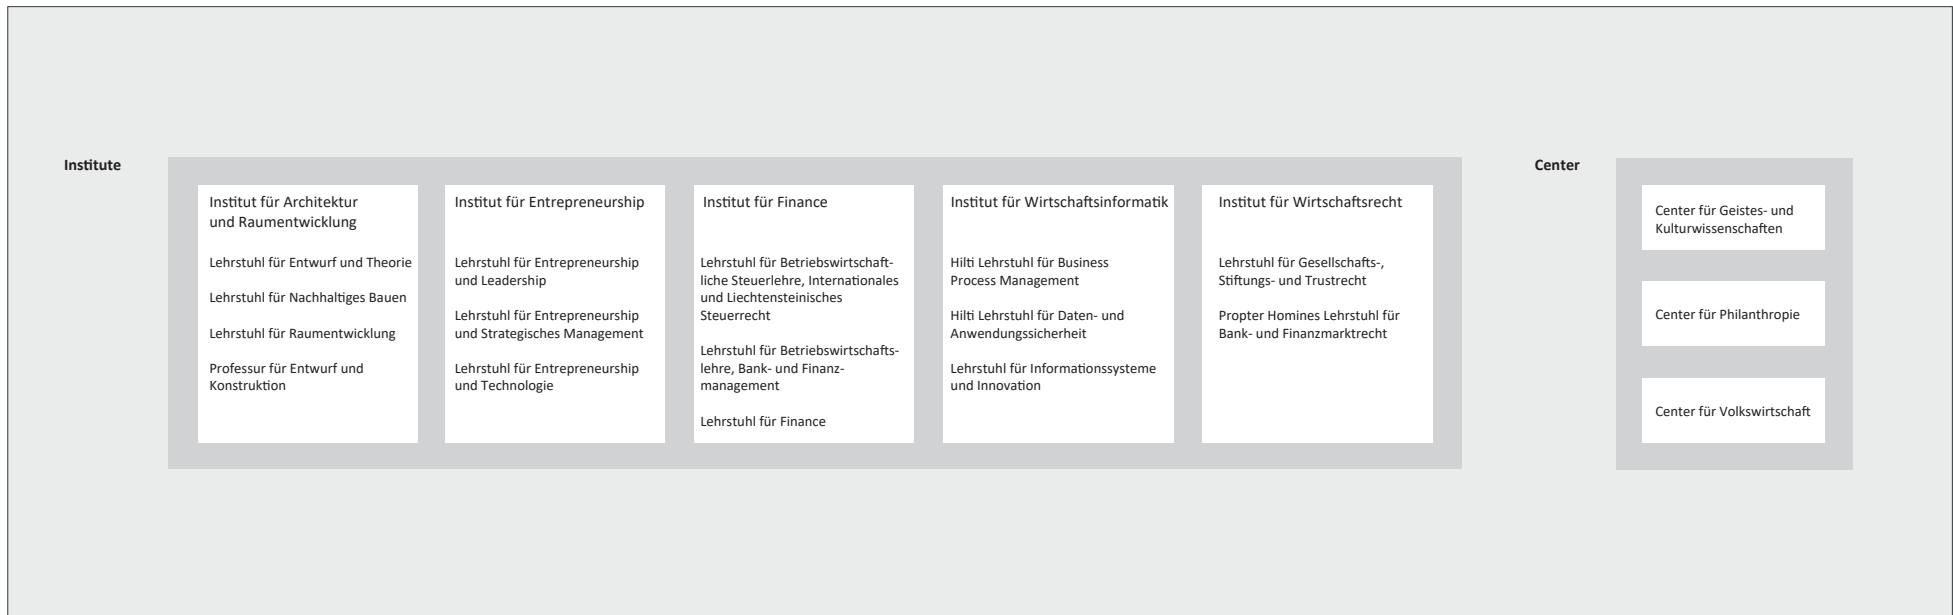 Institute
Institut für Architektur
und Raumentwicklung
Lehrstuhl für Entwurf und Theorie
Lehrstuhl für Nachhaltiges Bauen
Lehrstuhl für Raumentwicklung
Professur für Entwurf und
Konstruktion
Institut für Entrepreneurship
Lehrstuhl für Entrepreneurship
und Leadership
Lehrstuhl für Entrepreneurship
und Strategisches Management
Lehrstuhl für Entrepreneurship
und Technologie
Institut für Finance
Lehrstuhl für Betriebswirtschaft-
liche Steuerlehre, Internationales
und Liechtensteinisches
Steuerrecht
Lehrstuhl für Betriebswirtschafts-
lehre, Bank- und Finanz-
management
Lehrstuhl für Finance
Institut für Wirtschaftsinformatik
Hilti Lehrstuhl für Business
Process Management
Hilti Lehrstuhl für Daten- und
Anwendungssicherheit
Lehrstuhl für Informationssysteme
und Innovation
Institut für Wirtschaftsrecht
Lehrstuhl für Gesellschafts-,
Stiftungs- und Trustrecht
Propter Homines Lehrstuhl für
Bank- und Finanzmarktrecht
Center
Center für Geistes- und
Kulturwissenschaften
Center für Philanthropie
Center für Volkswirtschaft